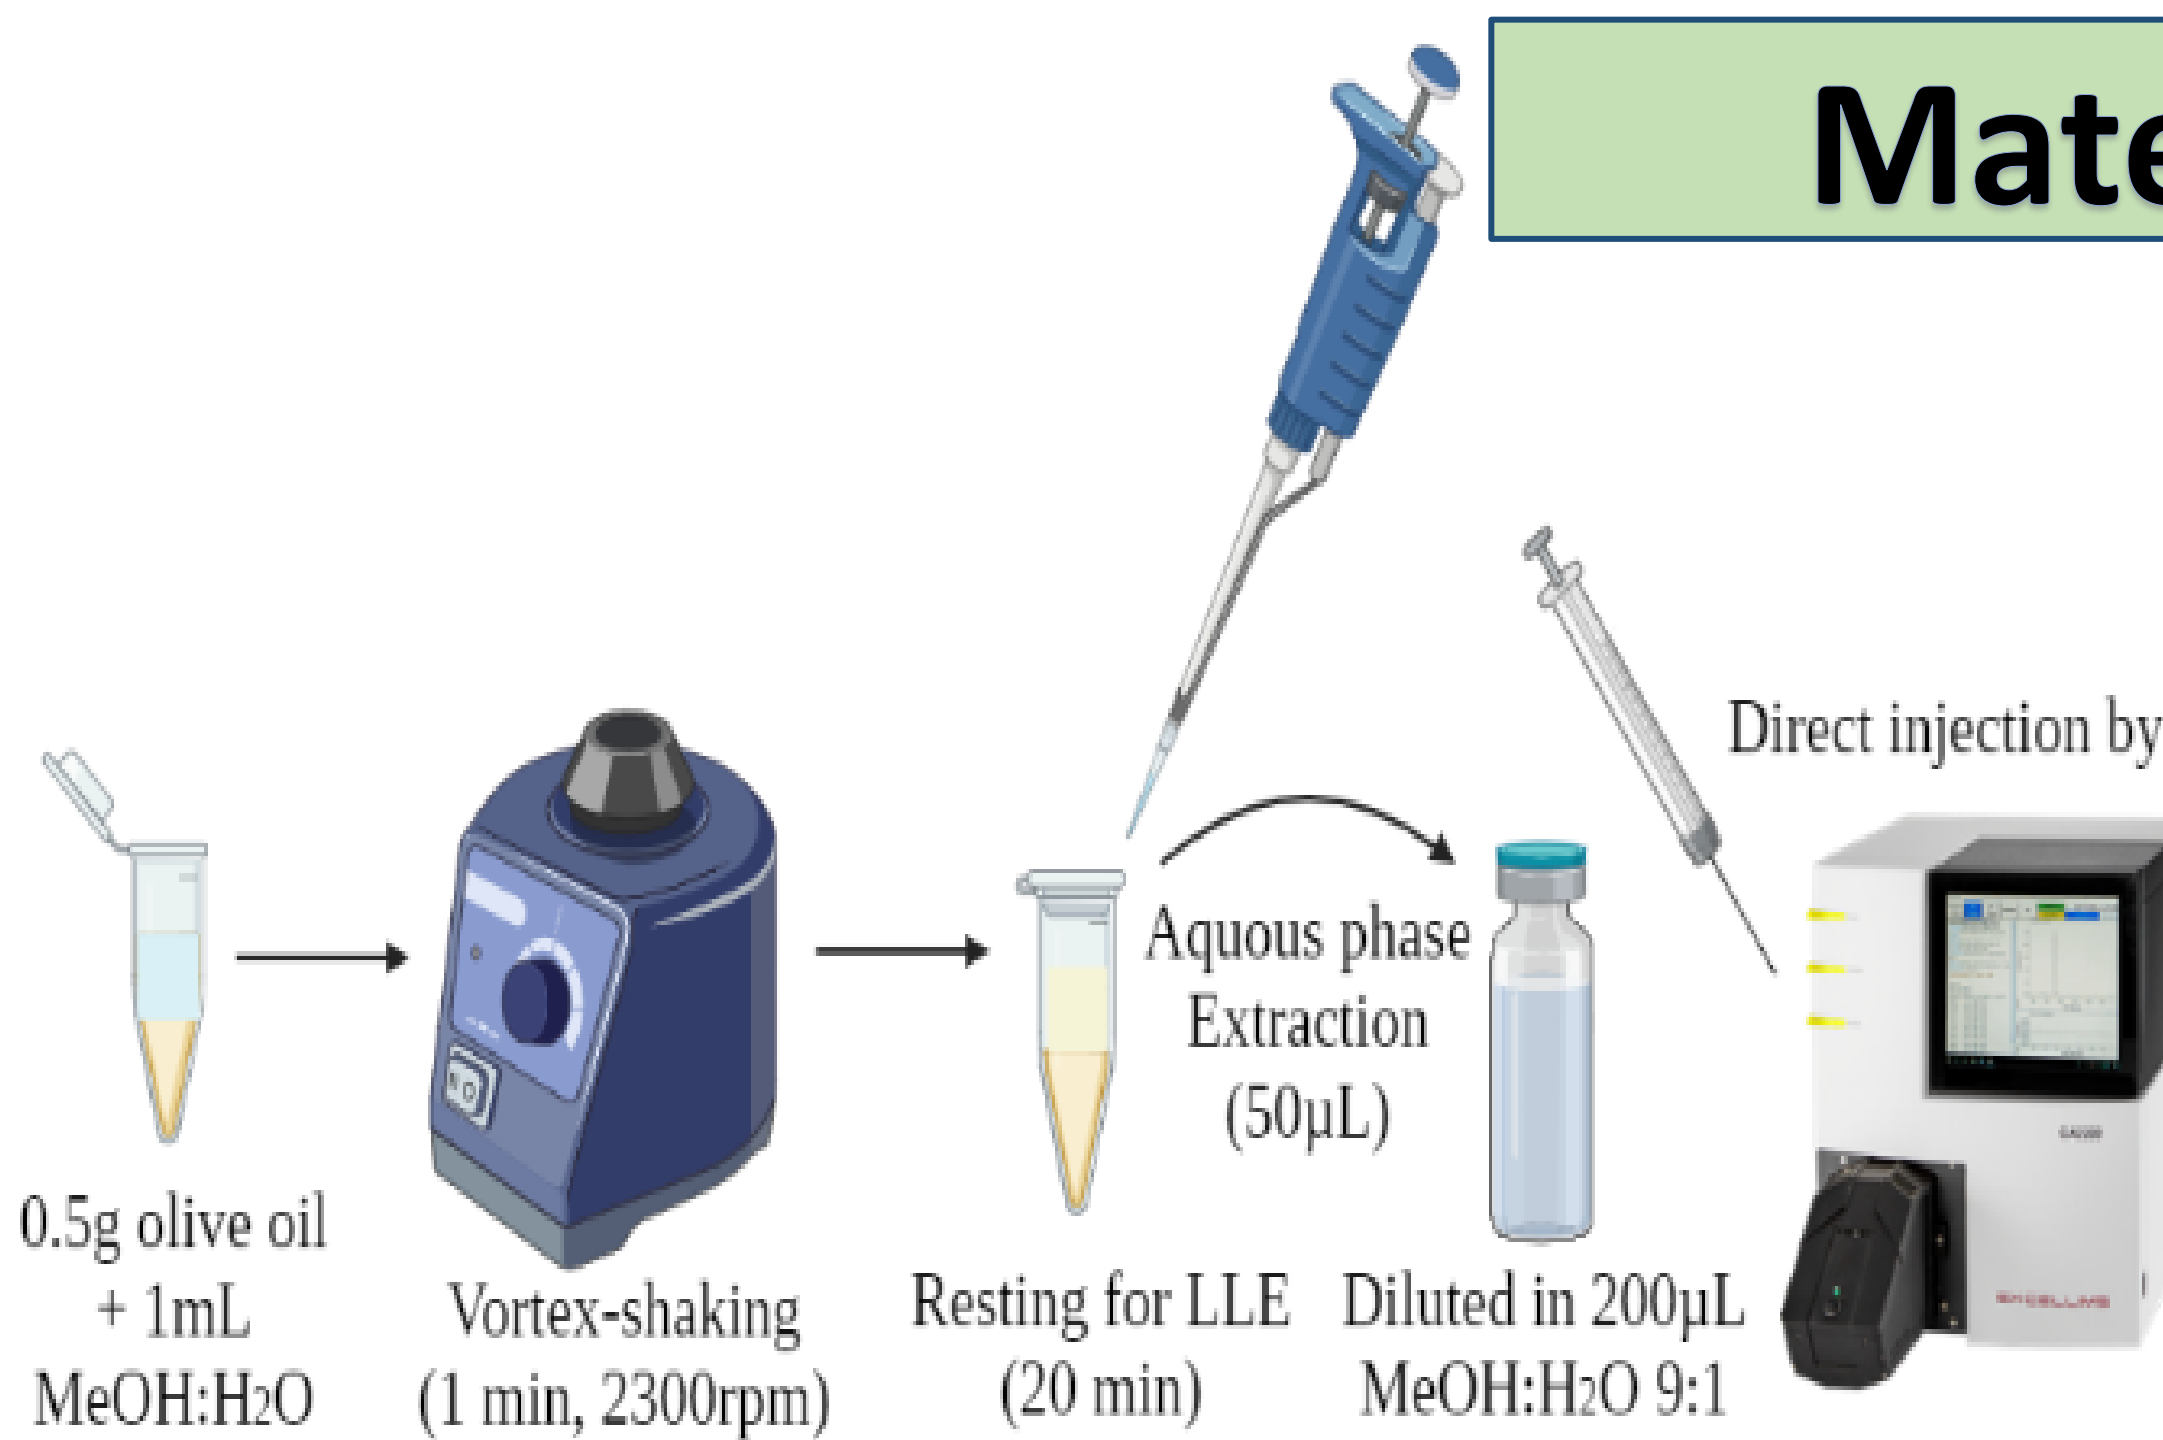 Mate
Direct injection by
Aquous phase
Extraction
(50µL)
0.5g olive oil
+ 1mL
MeOH:H2O
Vortex-shaking
(1 min, 2300rpm)
Resting for LLE
(20 min)
Diluted in 200µL
MeOH:H2O 9:1
EXCELLIMS